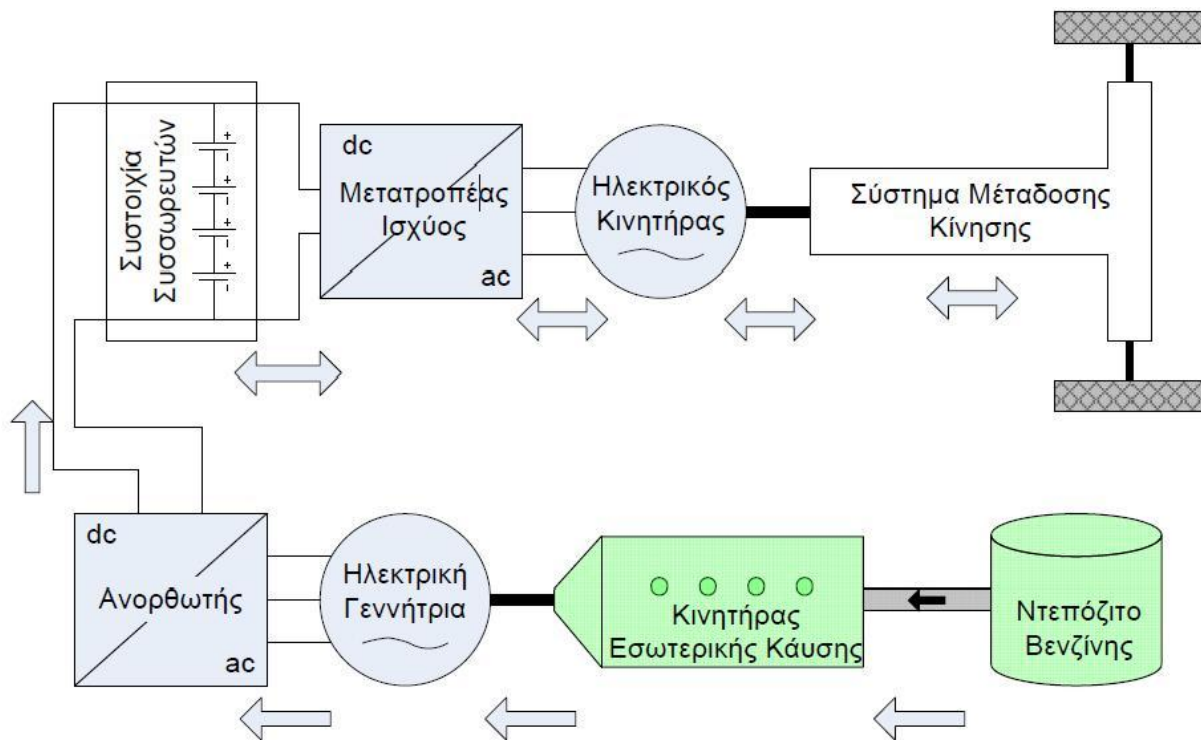 Συστοιχία
Συσσωρευτών
+
-
+
-
+
-
+
-
dc
Μετατροπέας
Ισχύος
ac
Ηλεκτρικός
Κινητήρας
Σύστημα Μέταδοσης
Κίνησης
dc
Ανορθωτής
ac
Ηλεκτρική
Γεννήτρια
Κινητήρας
Εσωτερικής Κάυσης
Ντεπόζιτο
Βενζίνης